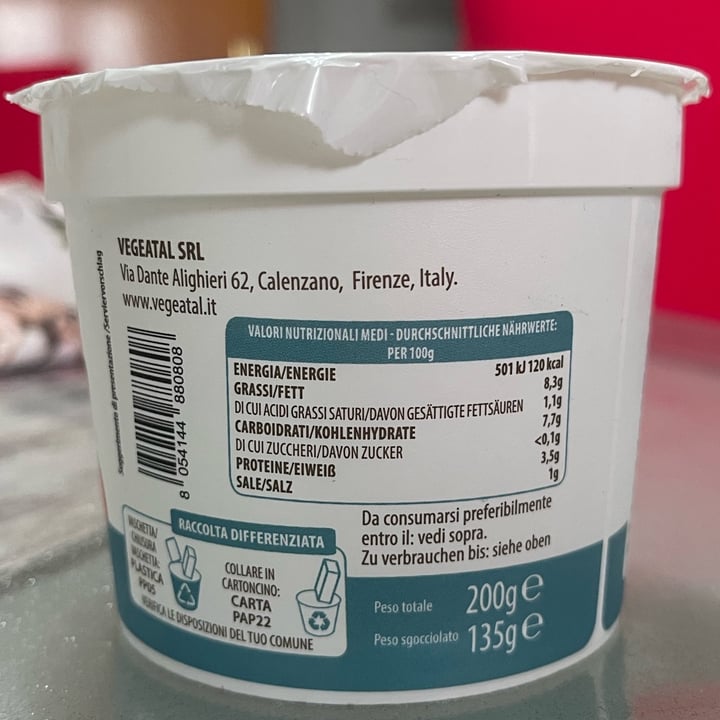 VEGEATAL SRL
Via Dante Alighieri 62, Calenzano, Firenze, Italy.
www.vegeatal.it
Suggerimento di presentazione /Serviervorschlag
8 054144 880808
VALORI NUTRIZIONALI MEDI - DURCHSCHNITTLICHE NÄHRWERTE:
PER 100g
ENERGIA/ENERGIE 501 kJ 120 kcal
GRASSI/FETT 8,3g
DI CUI ACIDI GRASSI SATURI/DAVON GESÄTTIGTE FETTSÄUREN 1,1g
CARBOIDRATI/KOHLENHYDRATE 7,7g
DI CUI ZUCCHERI/DAVON ZUCKER <0,1g
PROTEINE/EIWEIß 3,5g
SALE/SALZ 1g
Da consumarsi preferibilmente
entro il: vedi sopra.
Zu verbrauchen bis: siehe oben
RACCOLTA DIFFERENZIATA
VASCHETTA/
CHIUSURA
VASCHETTA:
PLASTICA
PP05
COLLARE IN
CARTONCINO:
CARTA
PAP22
VERIFICA LE DISPOSIZIONI DEL TUO COMUNE
Peso totale 200g e
Peso sgocciolato 135g e